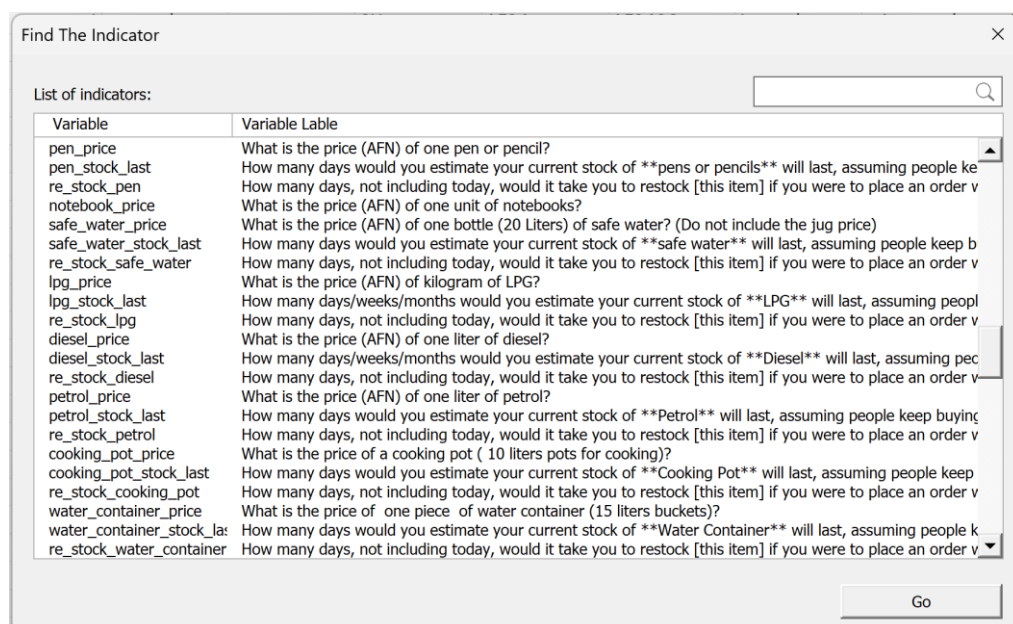 Find The Indicator
List of indicators:
Variable Variable Lable
pen_price What is the price (AFN) of one pen or pencil?
pen_stock_last How many days would you estimate your current stock of **pens or pencils** will last, assuming people ke
re_stock_pen How many days, not including today, would it take you to restock [this item] if you were to place an order w
notebook_price What is the price (AFN) of one unit of notebooks?
safe_water_price What is the price (AFN) of one bottle (20 Liters) of safe water? (Do not include the jug price)
safe_water_stock_last How many days would you estimate your current stock of **safe water** will last, assuming people keep b
re_stock_safe_water How many days, not including today, would it take you to restock [this item] if you were to place an order w
lpg_price What is the price (AFN) of kilogram of LPG?
lpg_stock_last How many days/weeks/months would you estimate your current stock of **LPG** will last, assuming peopl
re_stock_lpg How many days, not including today, would it take you to restock [this item] if you were to place an order w
diesel_price What is the price (AFN) of one liter of diesel?
diesel_stock_last How many days/weeks/months would you estimate your current stock of **Diesel** will last, assuming peo
re_stock_diesel How many days, not including today, would it take you to restock [this item] if you were to place an order w
petrol_price What is the price (AFN) of one liter of petrol?
petrol_stock_last How many days would you estimate your current stock of **Petrol** will last, assuming people keep buying
re_stock_petrol How many days, not including today, would it take you to restock [this item] if you were to place an order w
cooking_pot_price What is the price of a cooking pot ( 10 liters pots for cooking)?
cooking_pot_stock_last How many days would you estimate your current stock of **Cooking Pot** will last, assuming people keep
re_stock_cooking_pot How many days, not including today, would it take you to restock [this item] if you were to place an order w
water_container_price What is the price of one piece of water container (15 liters buckets)?
water_container_stock_las How many days would you estimate your current stock of **Water Container** will last, assuming people k
re_stock_water_container How many days, not including today, would it take you to restock [this item] if you were to place an order w
Go